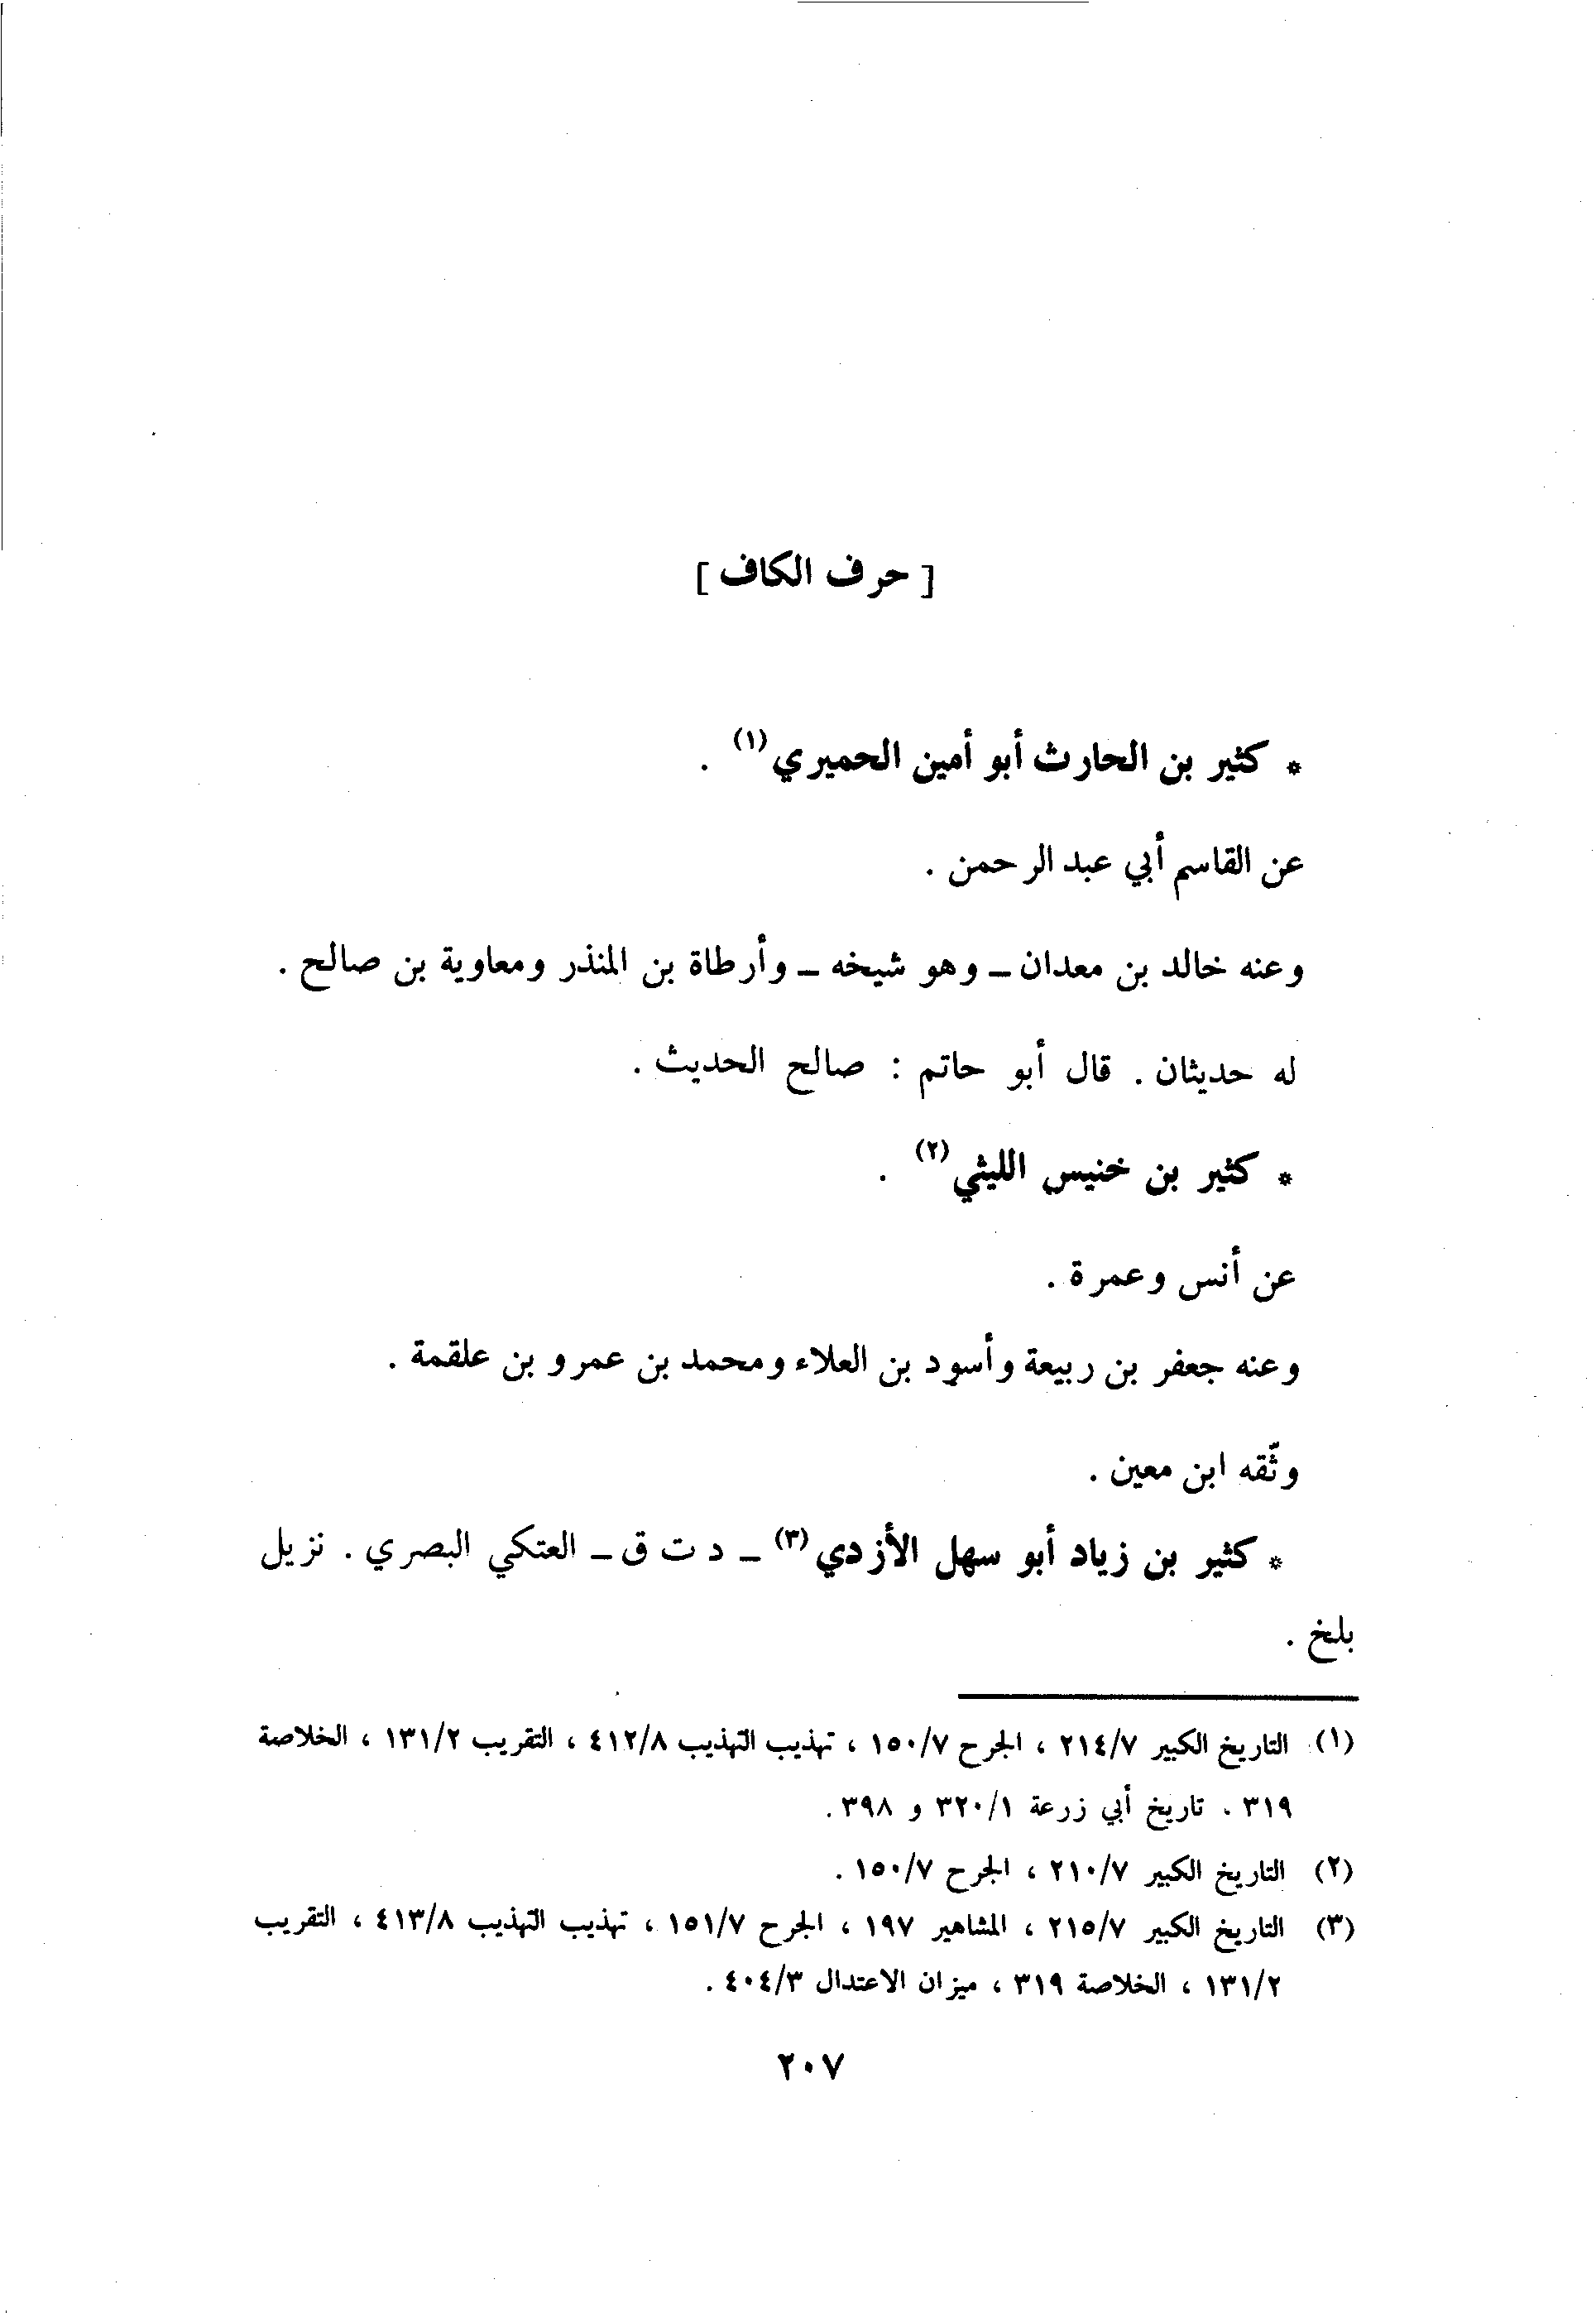 [ حرف الكاف ]
* كثير بن الحارث أبو أمين الحميري (١) .
عن القاسم أبي عبد الرحمن .
وعنه خالد بن معدان ــ وهو شيخه ــ وأرطاة بن المنذر ومعاوية بن صالح .
له حديثان . قال أبو حاتم : صالح الحديث .
* كثير بن خنيس الليثي (٢) .
عن أنس وعمرة .
وعنه جعفر بن ربيعة وأسود بن العلاء ومحمد بن عمرو بن علقمة .
وثّقه ابن معين .
* كثير بن زياد أبو سهل الأزدي (٣) ــ د ت ق ــ العتكي البصري . نزيل
بلخ .
(١) التاريخ الكبير ٢١٤/٧ ، الجرح ١٥٠/٧ ، تهذيب التهذيب ٤١٢/٨ ، التقريب ١٣١/٢ ، الخلاصة
٣١٩ . تاريخ أبي زرعة ٣٢٠/١ و ٣٩٨ .
(٢) التاريخ الكبير ٢١٠/٧ ، الجرح ١٥٠/٧ .
(٣) التاريخ الكبير ٢١٥/٧ ، المشاهير ١٩٧ ، الجرح ١٥١/٧ ، تهذيب التهذيب ٤١٣/٨ ، التقريب
١٣١/٢ ، الخلاصة ٣١٩ ، ميزان الاعتدال ٤٠٤/٣ .
٢٠٧